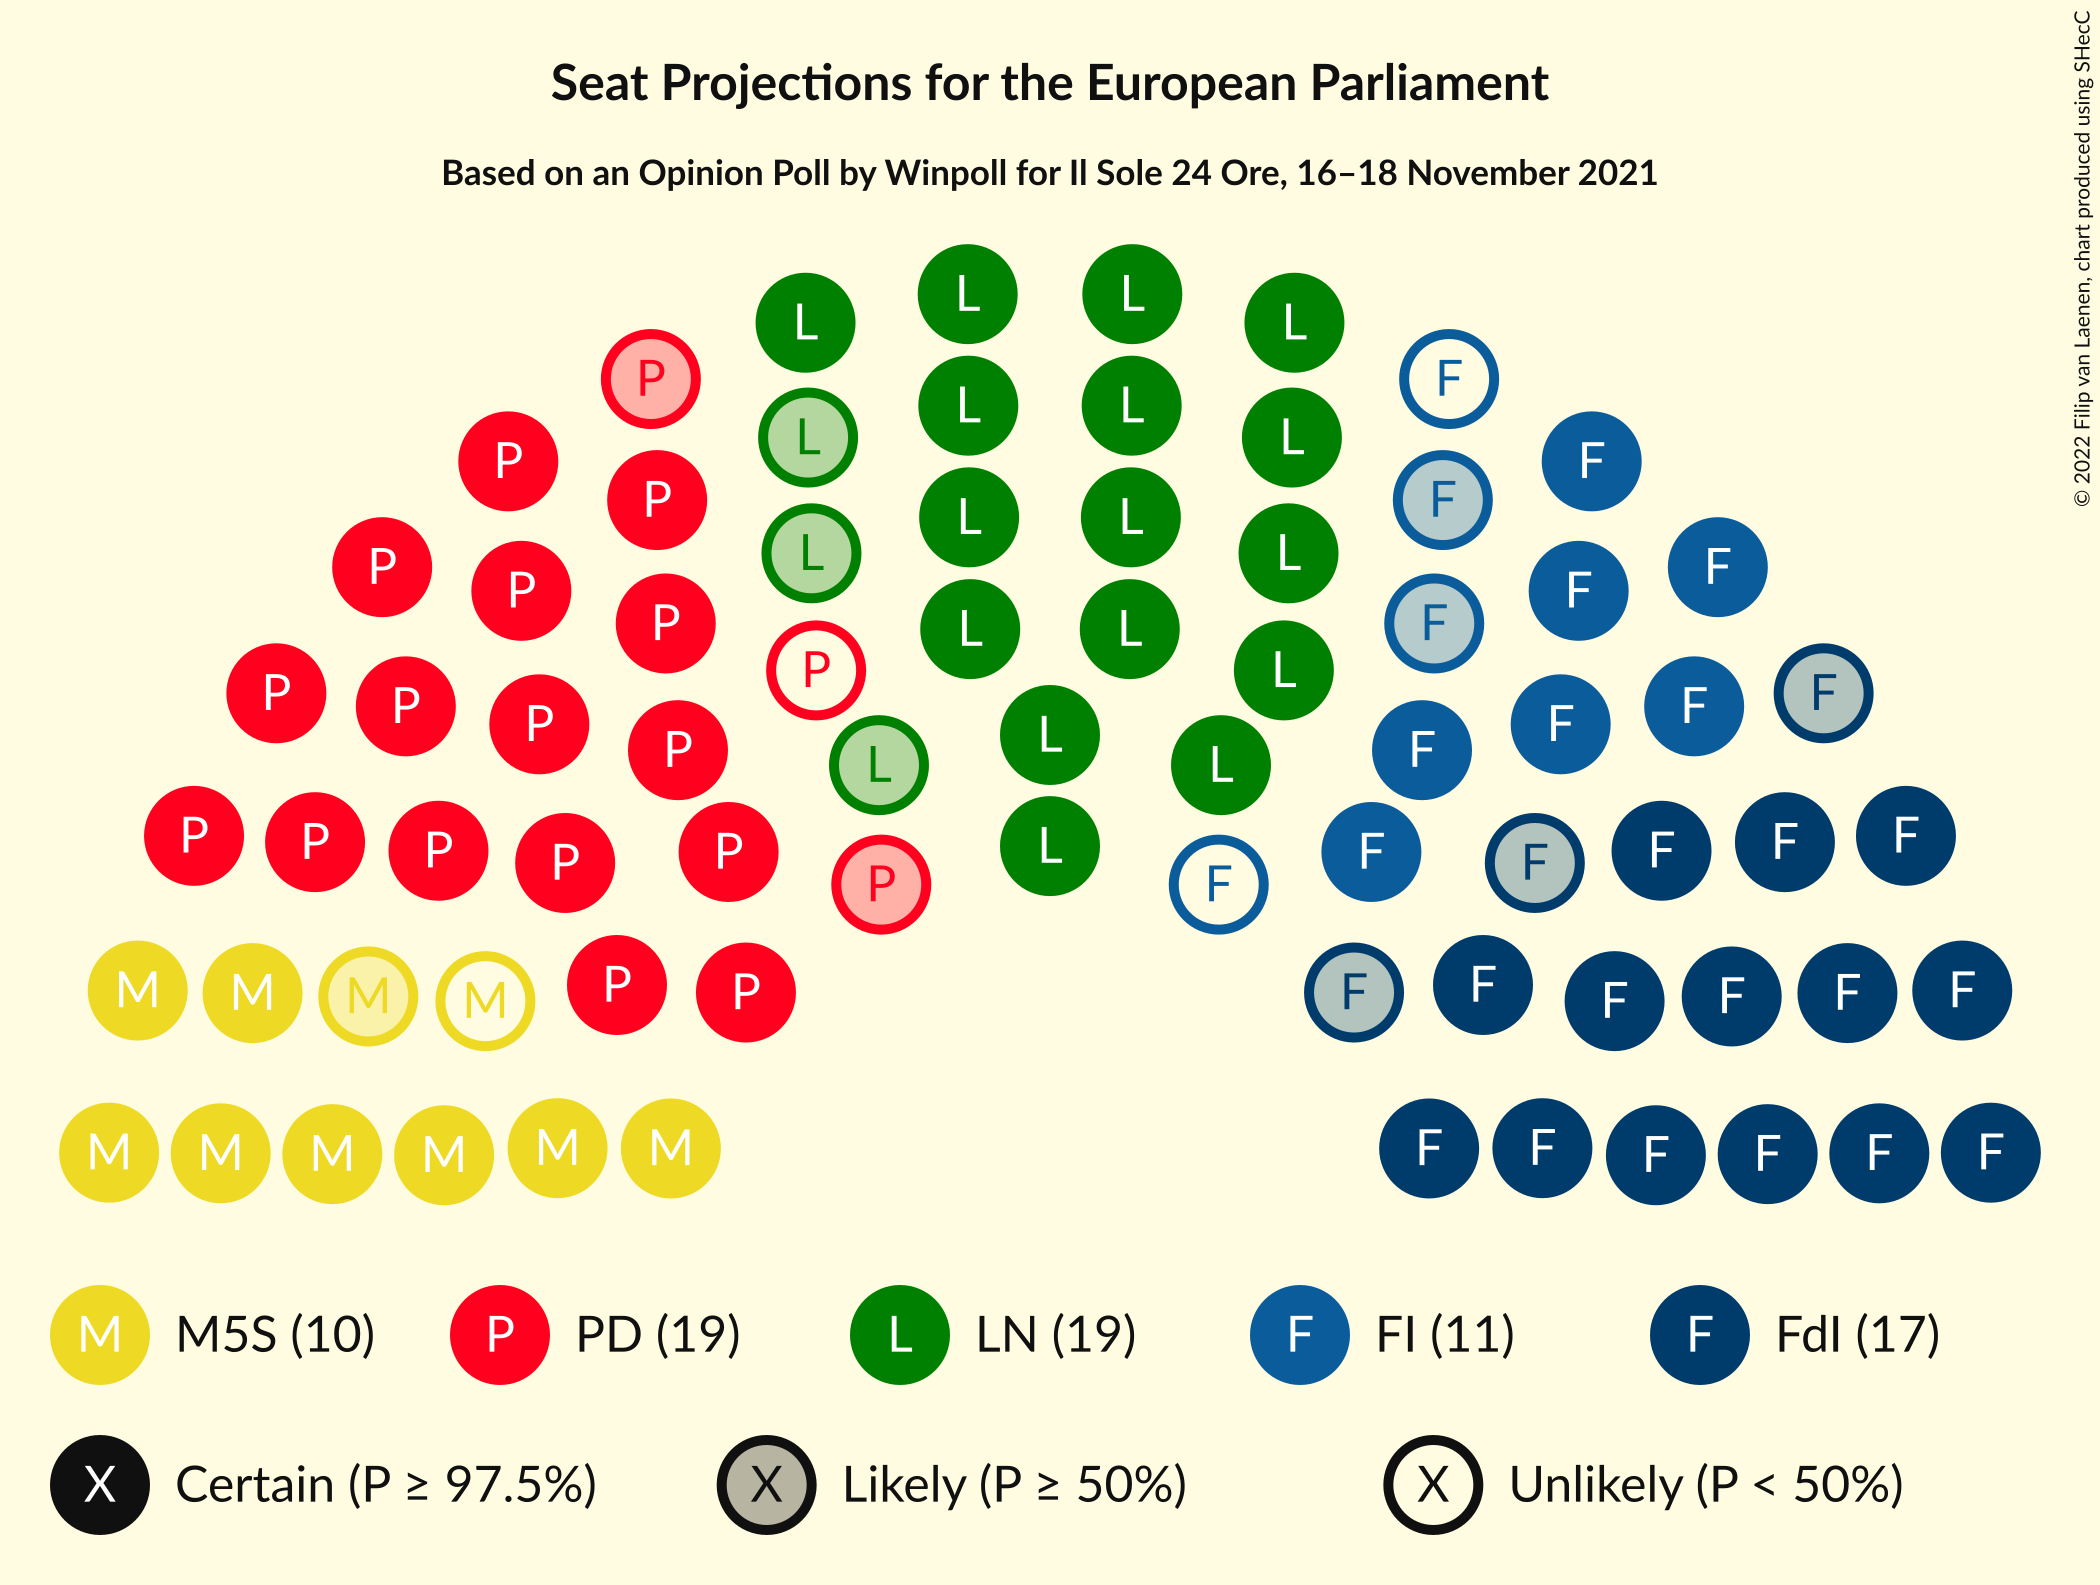 Seat Projections for the European Parliament
Based on an Opinion Poll by Winpoll for Il Sole 24 Ore, 16–18 November 2021
© 2022 Filip van Laenen, chart produced using SHecC
L L
L L
P F
L L
L L
P F
P F
L L
P F
L L
P F
P F
L L
P F
L L
P P
F F
P F
P F
P P
F F
L
P F
L L
P P P P P
F F F F F
L
P F
M M M M P P
F F F F F F
M M M M M M
F F F F F F
M M5S (10) P PD (19) L LN (19) F FI (11) F FdI (17)
X Certain (P ≥ 97.5%) X Likely (P ≥ 50%) X Unlikely (P < 50%)